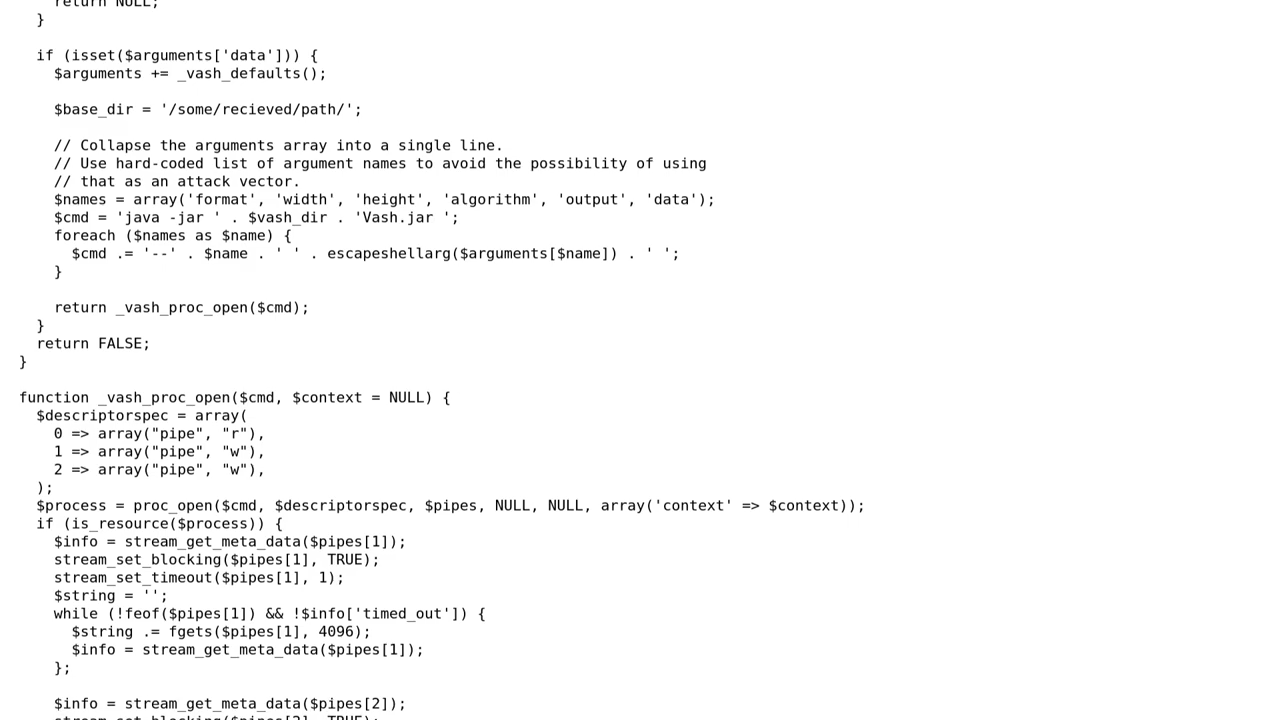 return NULL;
}
if (isset($arguments['data'])) {
$arguments += _vash_defaults();
$base_dir = '/some/recieved/path/';
// Collapse the arguments array into a single line.
// Use hard-coded list of argument names to avoid the possibility of using
// that as an attack vector.
$names = array('format', 'width', 'height', 'algorithm', 'output', 'data');
$cmd = 'java -jar ' . $vash_dir . 'Vash.jar ';
foreach ($names as $name) {
$cmd .= '--' . $name . ' ' . escapeshellarg($arguments[$name]) . ' ';
}
return _vash_proc_open($cmd);
}
return FALSE;
}
function _vash_proc_open($cmd, $context = NULL) {
$descriptorspec = array(
0 => array("pipe", "r"),
1 => array("pipe", "w"),
2 => array("pipe", "w"),
);
$process = proc_open($cmd, $descriptorspec, $pipes, NULL, NULL, array('context' => $context));
if (is_resource($process)) {
$info = stream_get_meta_data($pipes[1]);
stream_set_blocking($pipes[1], TRUE);
stream_set_timeout($pipes[1], 1);
$string = '';
while (!feof($pipes[1]) && !$info['timed_out']) {
$string .= fgets($pipes[1], 4096);
$info = stream_get_meta_data($pipes[1]);
};
$info = stream_get_meta_data($pipes[2]);
stream_set_blocking($pipes[2], TRUE);